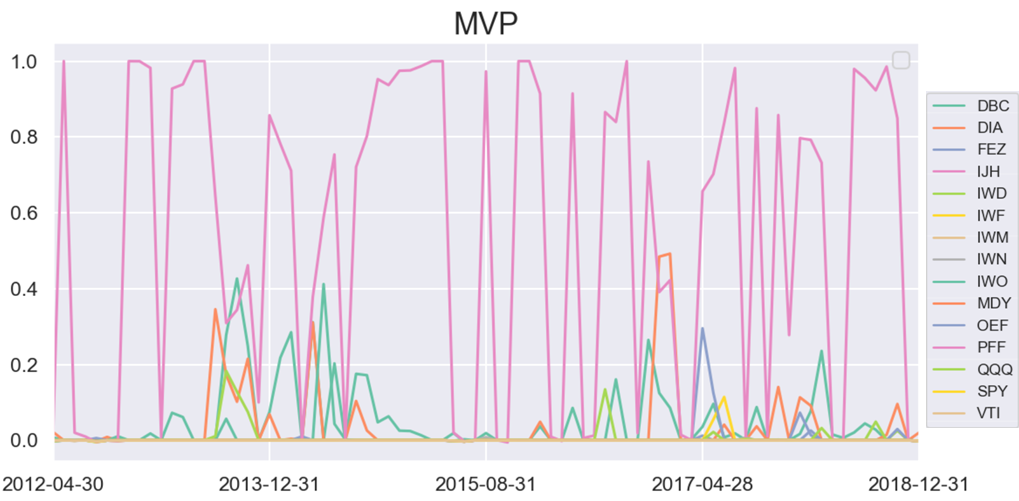 MVP
1.0
0.8
0.6
0.4
0.2
0.0
2012-04-30 2013-12-31 2015-08-31 2017-04-28 2018-12-31
DBC
DIA
FEZ
IJH
IWD
IWF
IWM
IWN
IWO
MDY
OEF
PFF
QQQ
SPY
VTI